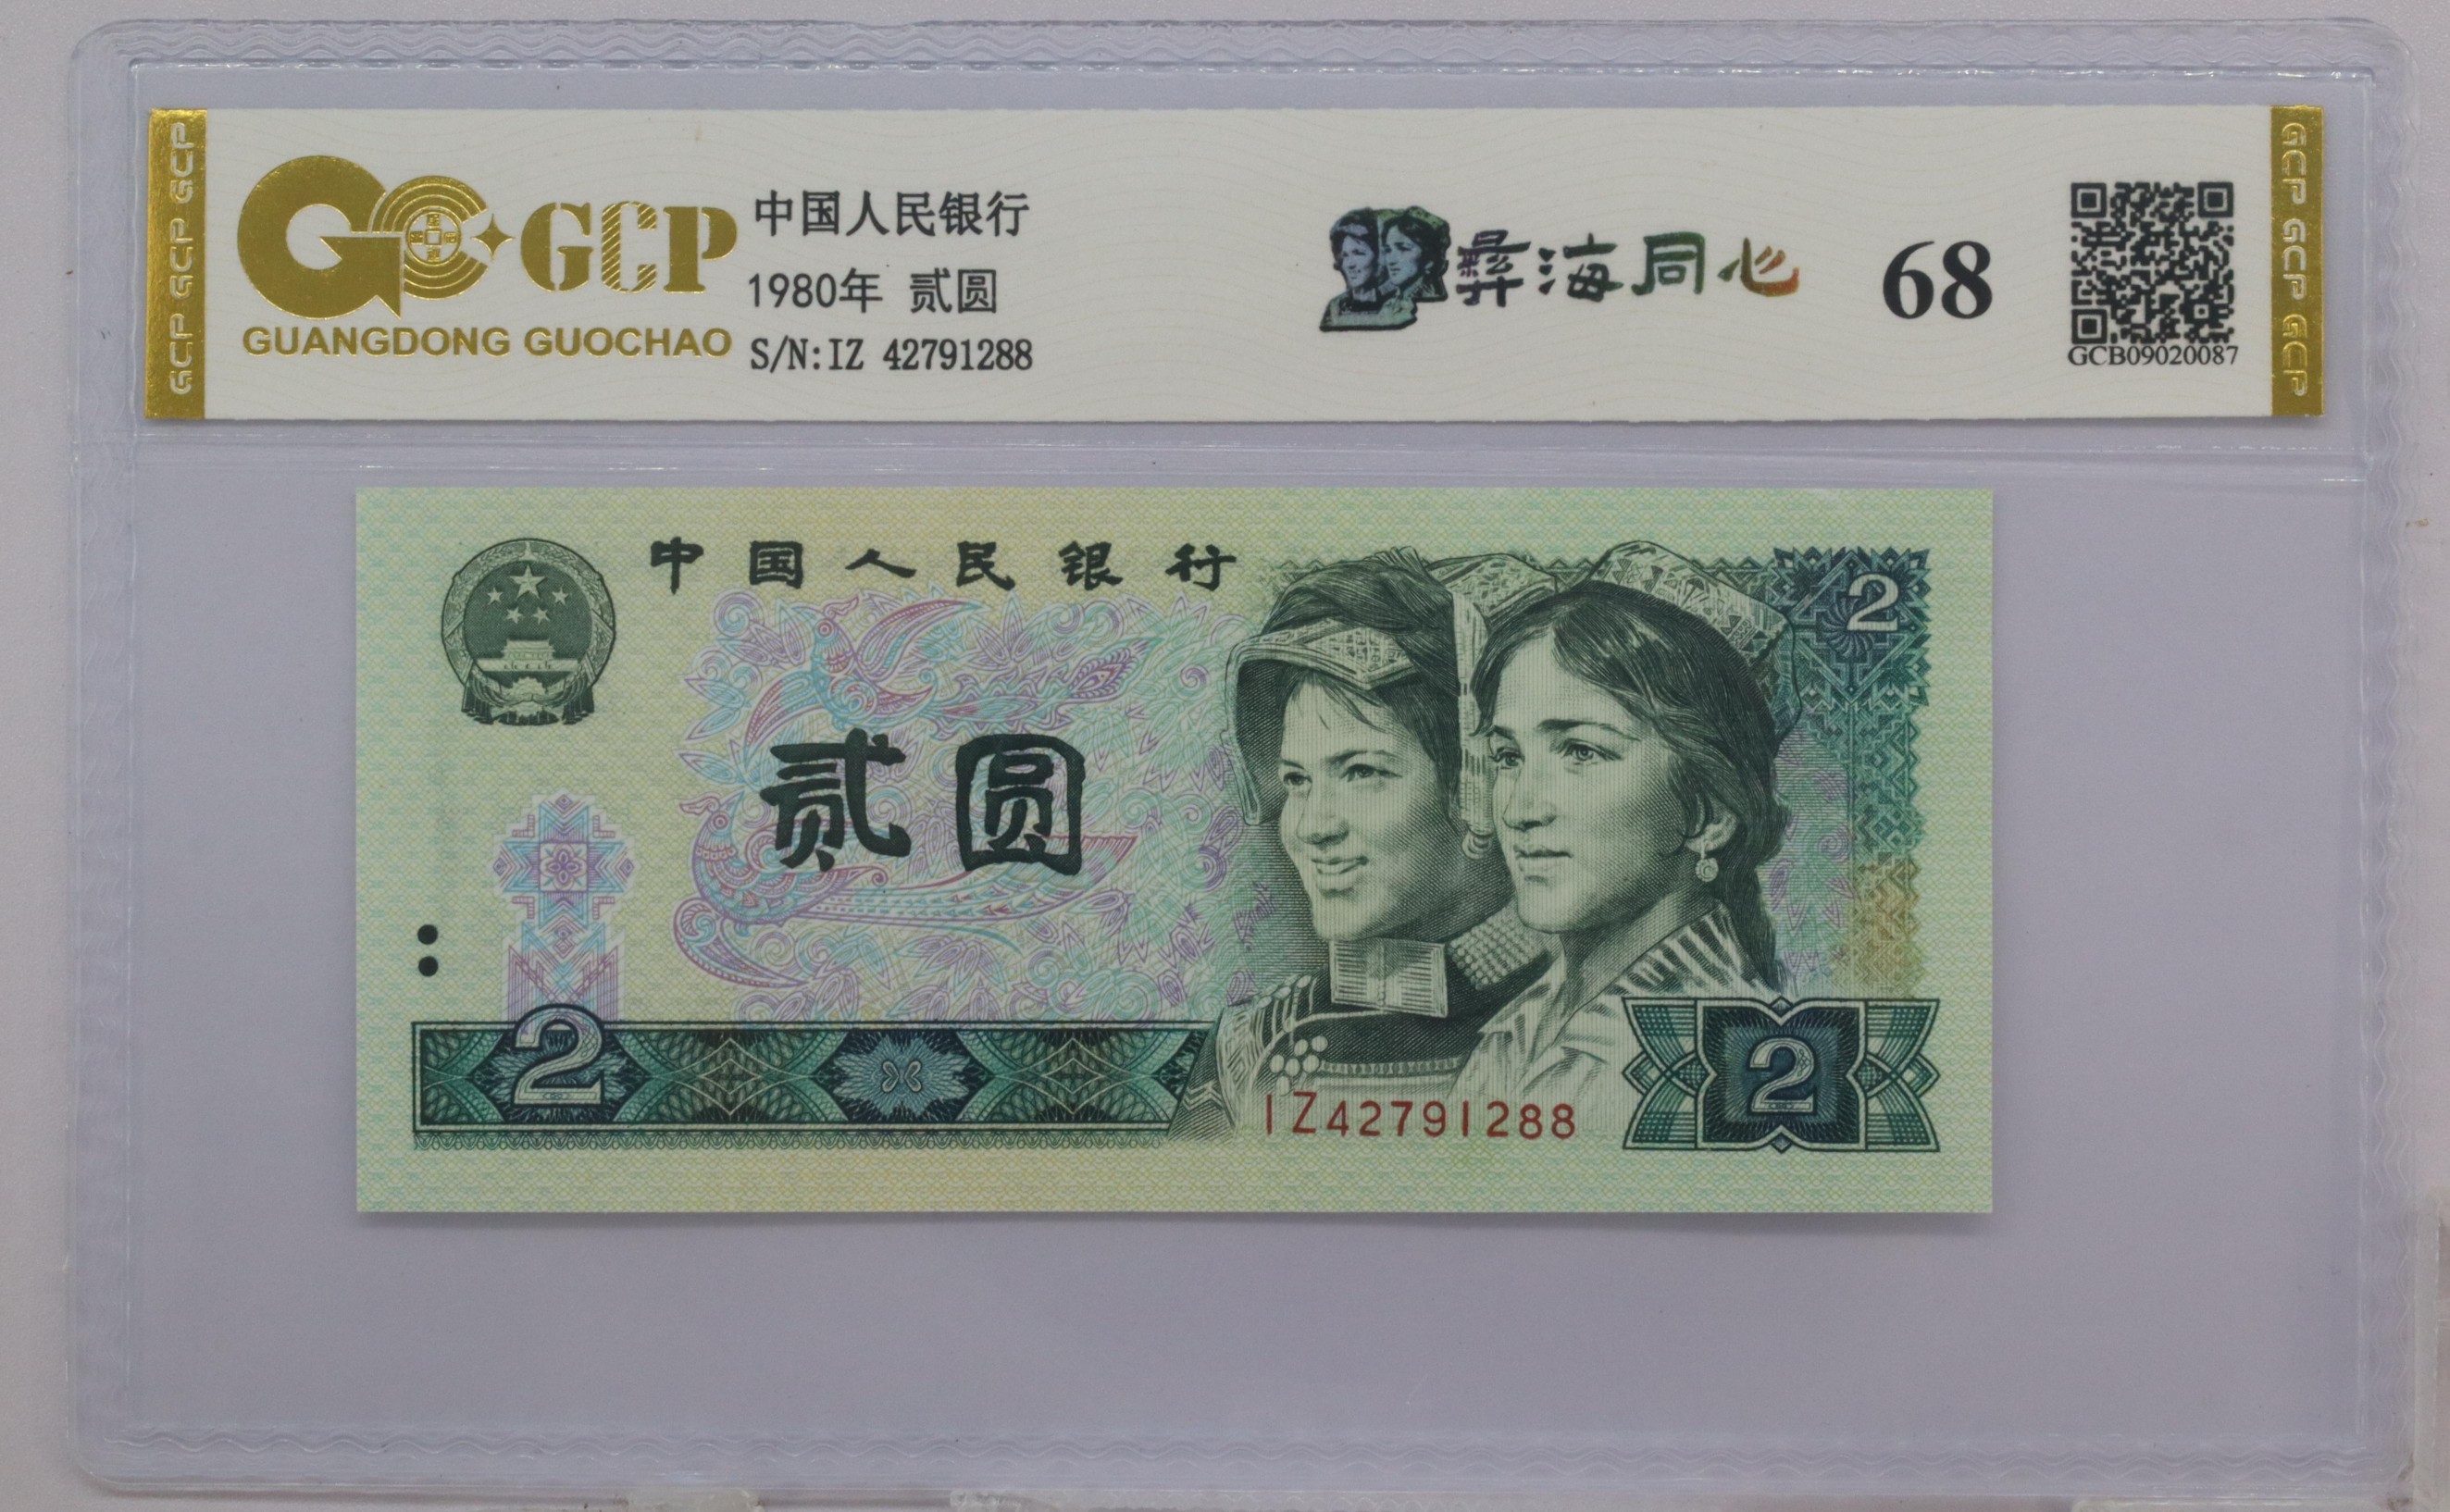 GCP GCP GCP
GCP
GUANGDONG GUOCHAO
中国人民银行
1980年 贰圆
S/N:IZ 42791288
彝海同心
68
GCB09020087
GCP GCP GCP
中国人民银行
2
贰圆
2
IZ42791288
2